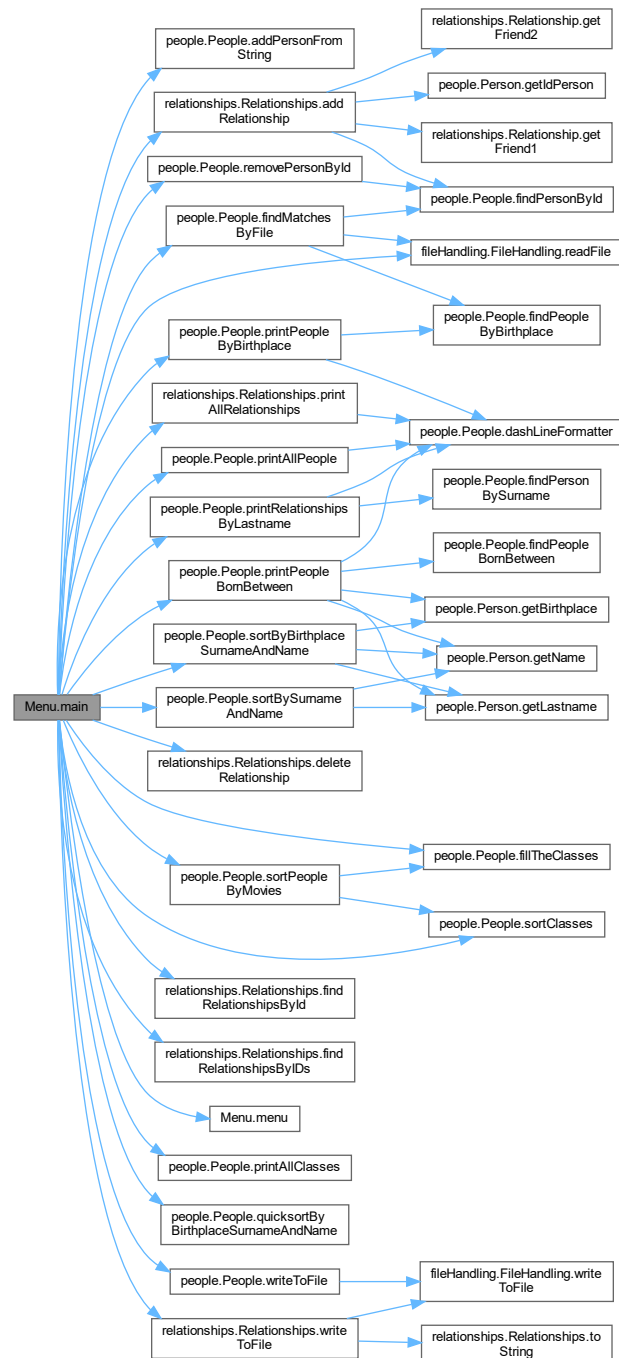 relationships.Relationship.get
Friend2
people.People.addPersonFrom
String
people.Person.getIdPerson
relationships.Relationships.add
Relationship
relationships.Relationship.get
Friend1
people.People.removePersonById
people.People.findPersonById
people.People.findMatches
ByFile
fileHandling.FileHandling.readFile
people.People.findPeople
ByBirthplace
people.People.printPeople
ByBirthplace
relationships.Relationships.print
AllRelationships
people.People.dashLineFormatter
people.People.printAllPeople
people.People.findPerson
BySurname
people.People.printRelationships
ByLastname
people.People.findPeople
BornBetween
people.People.printPeople
BornBetween
people.Person.getBirthplace
people.People.sortByBirthplace
SurnameAndName
people.Person.getName
Menu.main
people.People.sortBySurname
AndName
people.Person.getLastname
relationships.Relationships.delete
Relationship
people.People.fillTheClasses
people.People.sortPeople
ByMovies
people.People.sortClasses
relationships.Relationships.find
RelationshipsById
relationships.Relationships.find
RelationshipsByIDs
Menu.menu
people.People.printAllClasses
people.People.quicksortBy
BirthplaceSurnameAndName
people.People.writeToFile
fileHandling.FileHandling.write
ToFile
relationships.Relationships.write
ToFile
relationships.Relationships.to
String